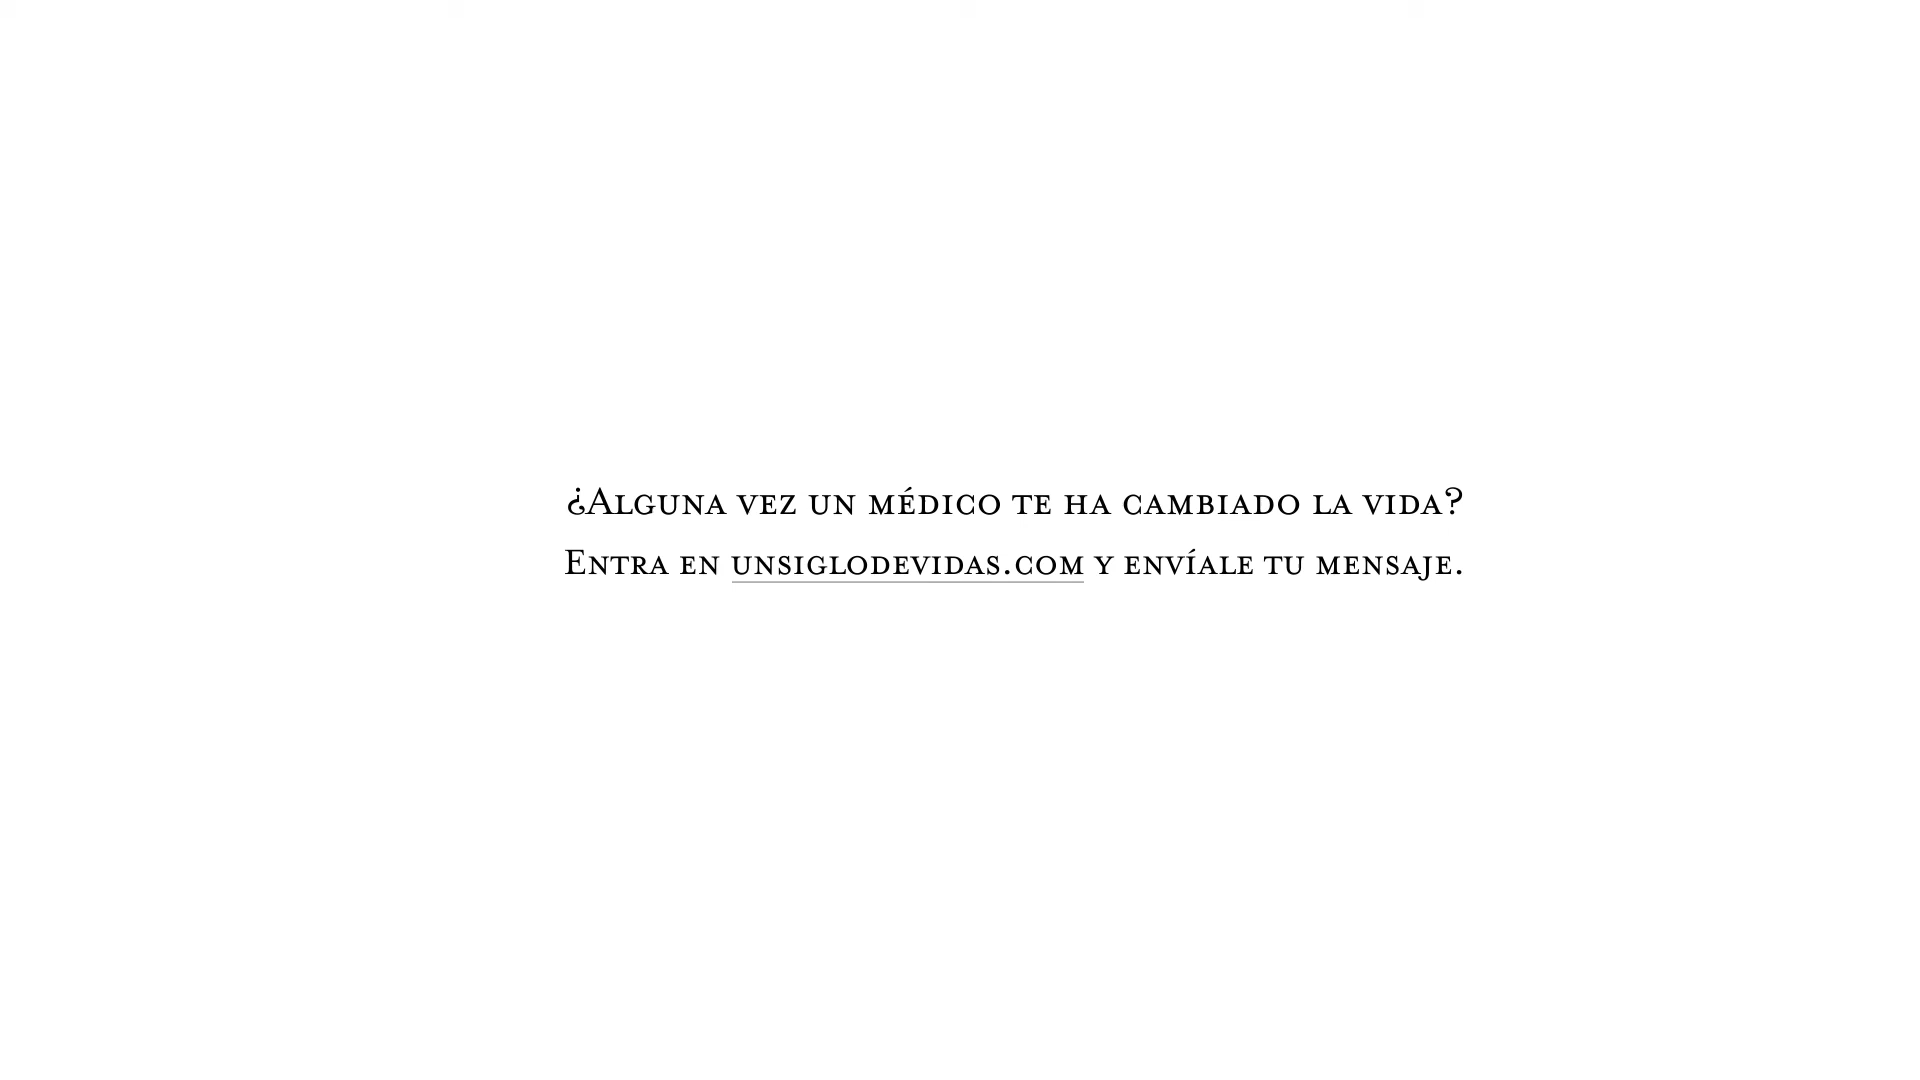 ¿Alguna vez un médico te ha cambiado la vida?
Entra en unsiglodevidas.com y envíale tu mensaje.